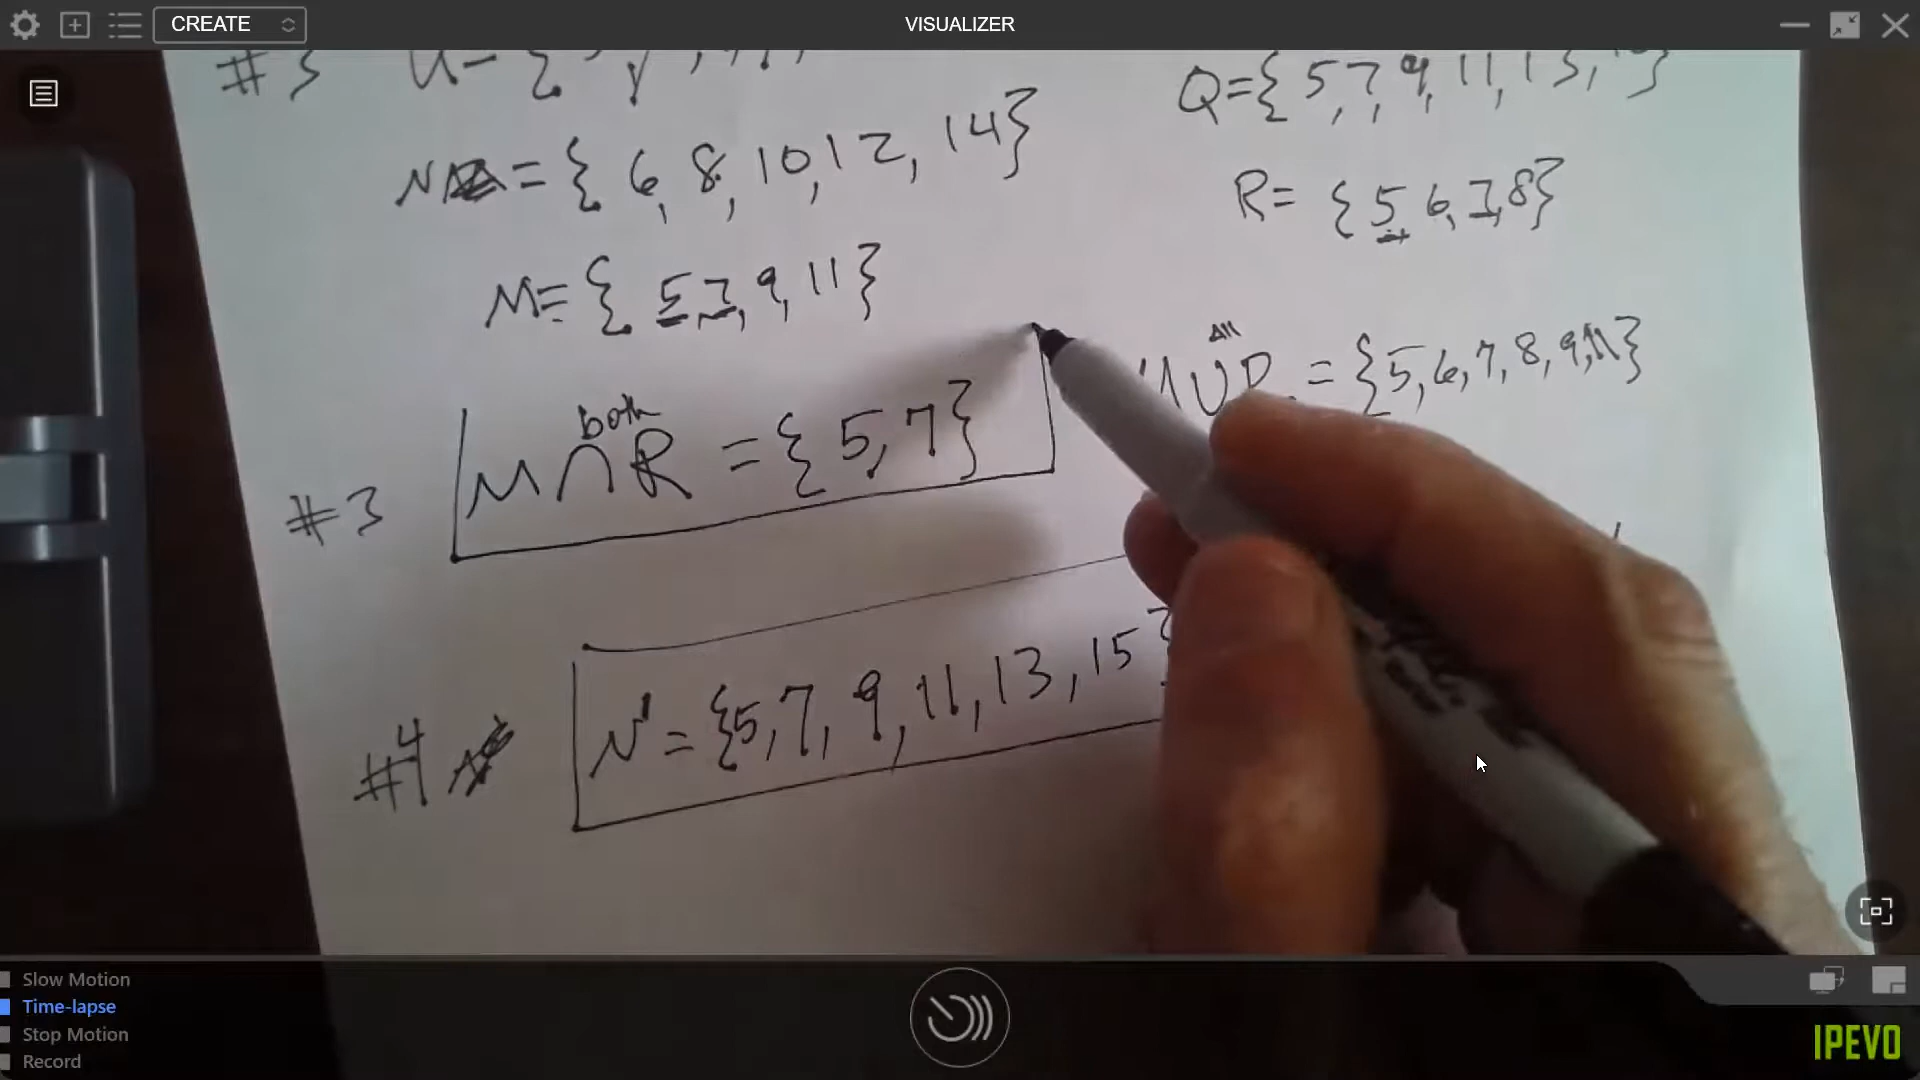 CREATE
VISUALIZER
#3
Q={5,7,9,11,13,
N = {6,8,10,12,14}
R= {5,6,7,8}
M= {5,7,9,11}
All
= {5,6,7,8,9,11}
both
M∩R = {5,7}
#3
#4 N' = {5,7,9,11,13,15}
Slow Motion
Time-lapse
Stop Motion
Record
IPEVO